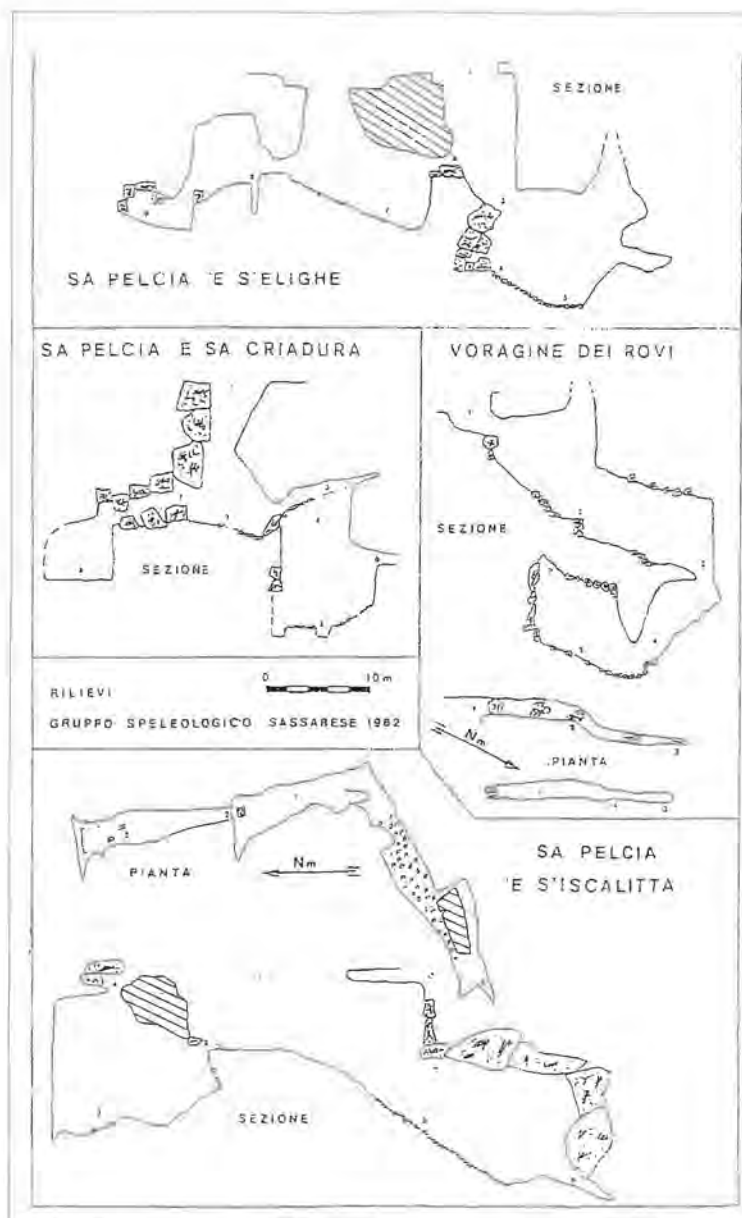 SEZIONE
SA PELCIA 'E S'ELIGHE
SA PELCIA 'E SA CRIADURA
SEZIONE
VORAGINE DEI ROVI
SEZIONE
Nm
PIANTA
0 10 m
RILIEVI
GRUPPO SPELEOLOGICO SASSARESE 1982
PIANTA
Nm
SA PELCIA
'E S'ISCALITTA
SEZIONE